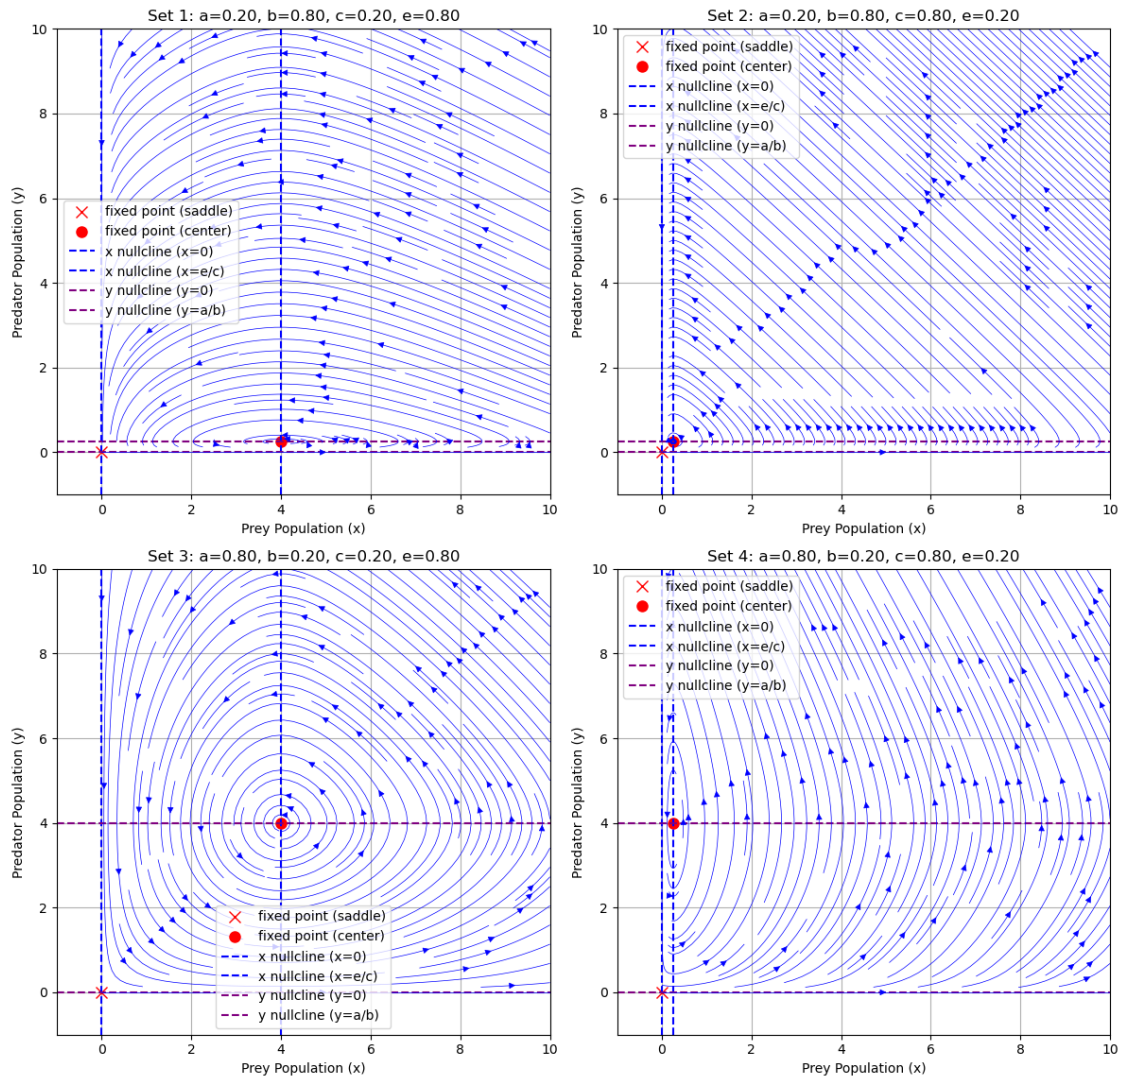 Set 1: a=0.20, b=0.80, c=0.20, e=0.80
10
8
6
4
2
0
Predator Population (y)
fixed point (saddle)
fixed point (center)
x nullcline (x=0)
x nullcline (x=e/c)
y nullcline (y=0)
y nullcline (y=a/b)
0 2 4 6 8 10
Prey Population (x)
Set 2: a=0.20, b=0.80, c=0.80, e=0.20
10
8
6
4
2
0
Predator Population (y)
fixed point (saddle)
fixed point (center)
x nullcline (x=0)
x nullcline (x=e/c)
y nullcline (y=0)
y nullcline (y=a/b)
0 2 4 6 8 10
Prey Population (x)
Set 3: a=0.80, b=0.20, c=0.20, e=0.80
10
8
6
4
2
0
Predator Population (y)
fixed point (saddle)
fixed point (center)
x nullcline (x=0)
x nullcline (x=e/c)
y nullcline (y=0)
y nullcline (y=a/b)
0 2 4 6 8 10
Prey Population (x)
Set 4: a=0.80, b=0.20, c=0.80, e=0.20
10
8
6
4
2
0
Predator Population (y)
fixed point (saddle)
fixed point (center)
x nullcline (x=0)
x nullcline (x=e/c)
y nullcline (y=0)
y nullcline (y=a/b)
0 2 4 6 8 10
Prey Population (x)